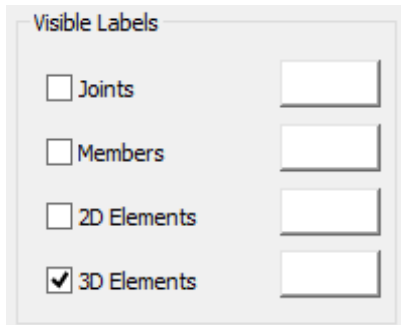 Visible Labels
Joints
Members
2D Elements
3D Elements